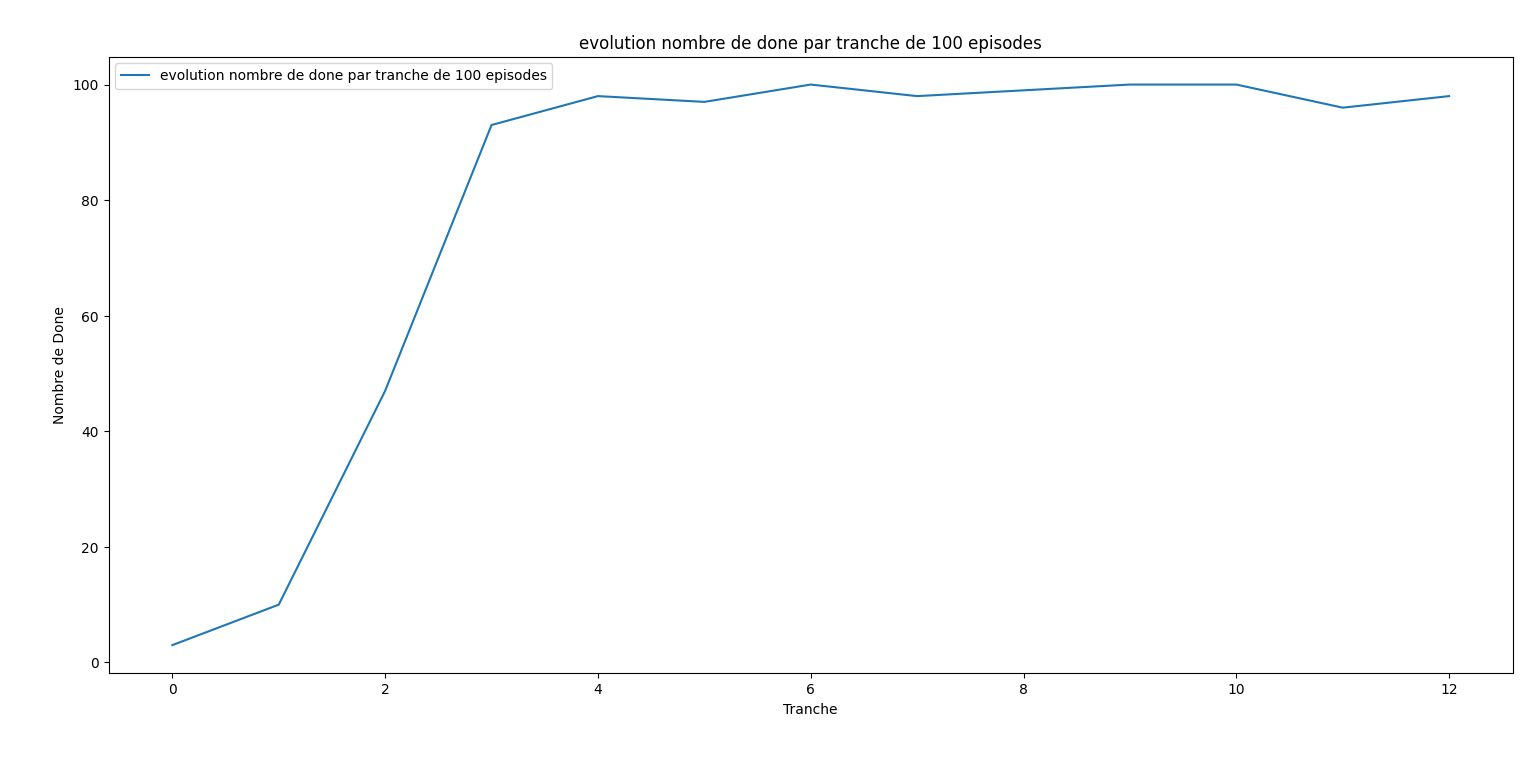 evolution nombre de done par tranche de 100 episodes
evolution nombre de done par tranche de 100 episodes
100
80
60
40
20
0
Nombre de Done
0 2 4 6 8 10 12
Tranche